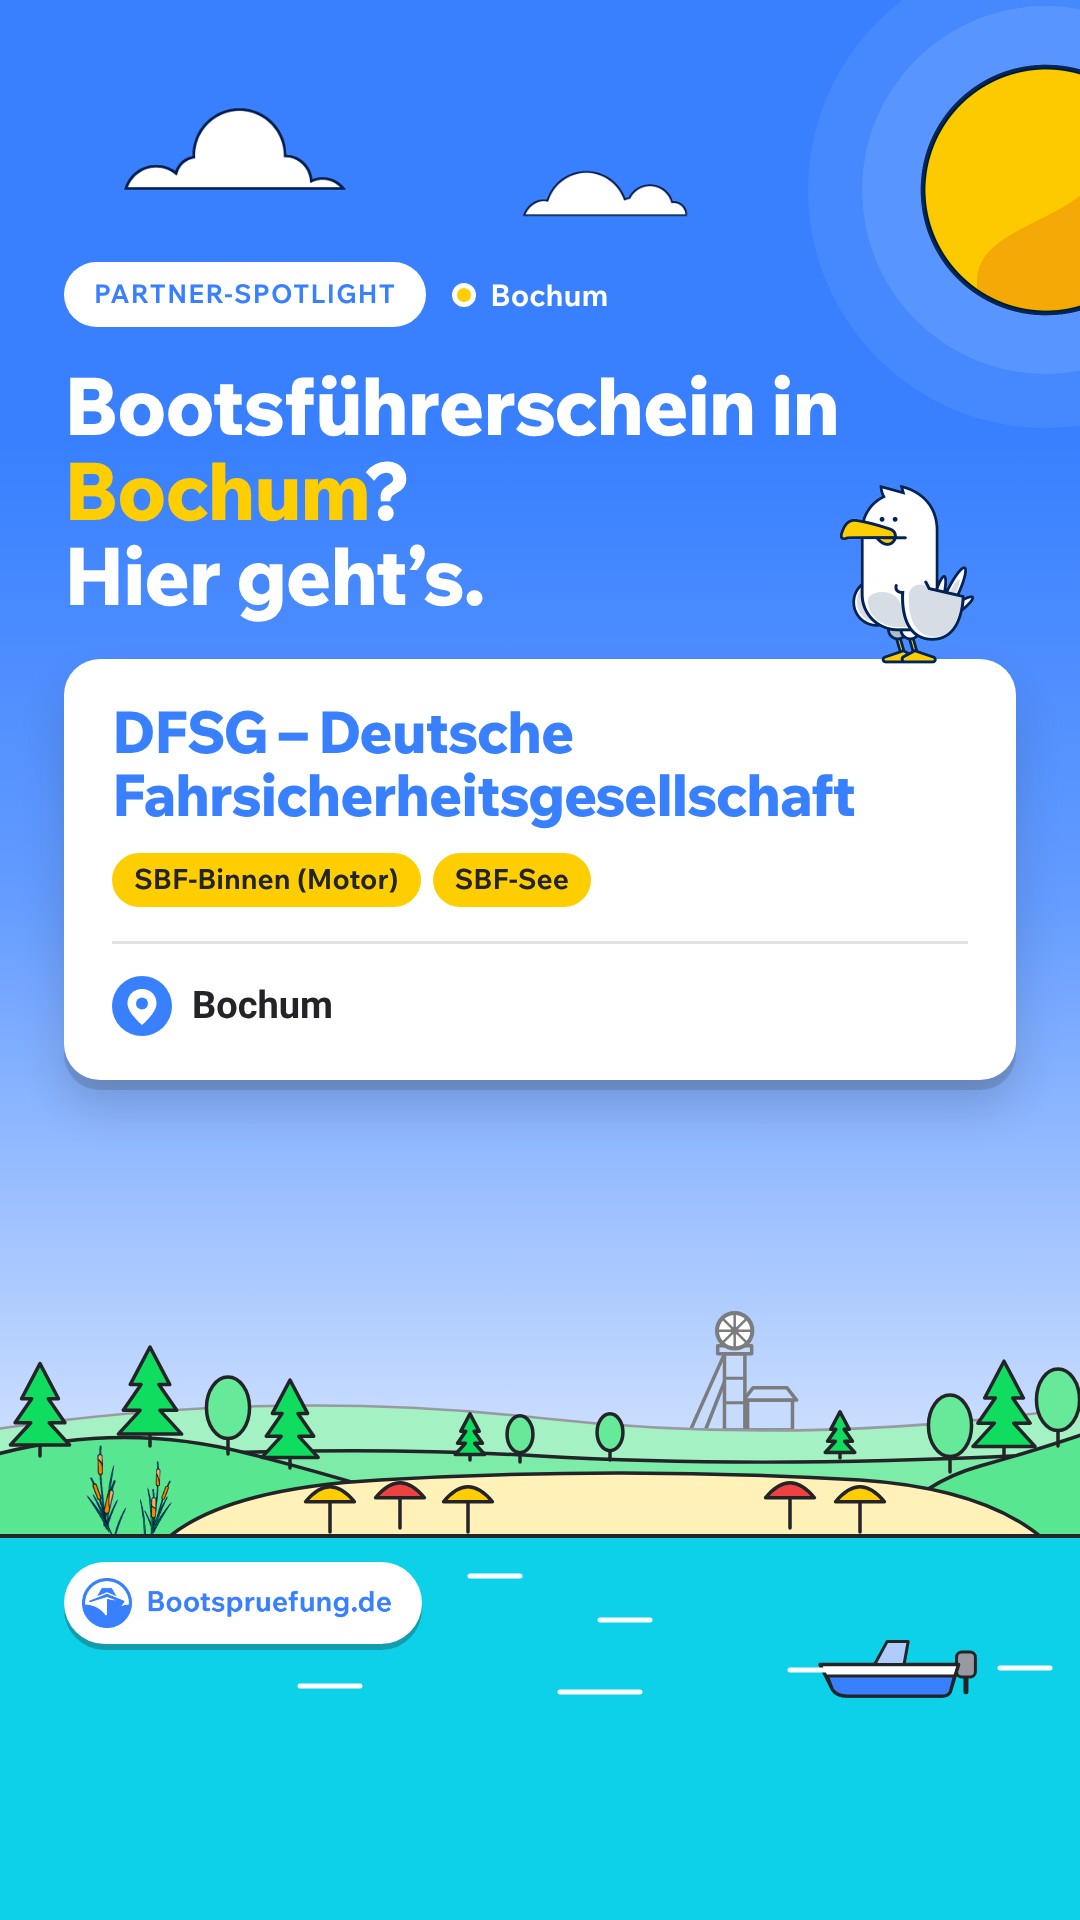 PARTNER-SPOTLIGHT
Bochum
Bootsführerschein in
Bochum?
Hier geht’s.
DFSG – Deutsche
Fahrsicherheitsgesellschaft
SBF-Binnen (Motor)
SBF-See
Bochum
Bootspruefung.de